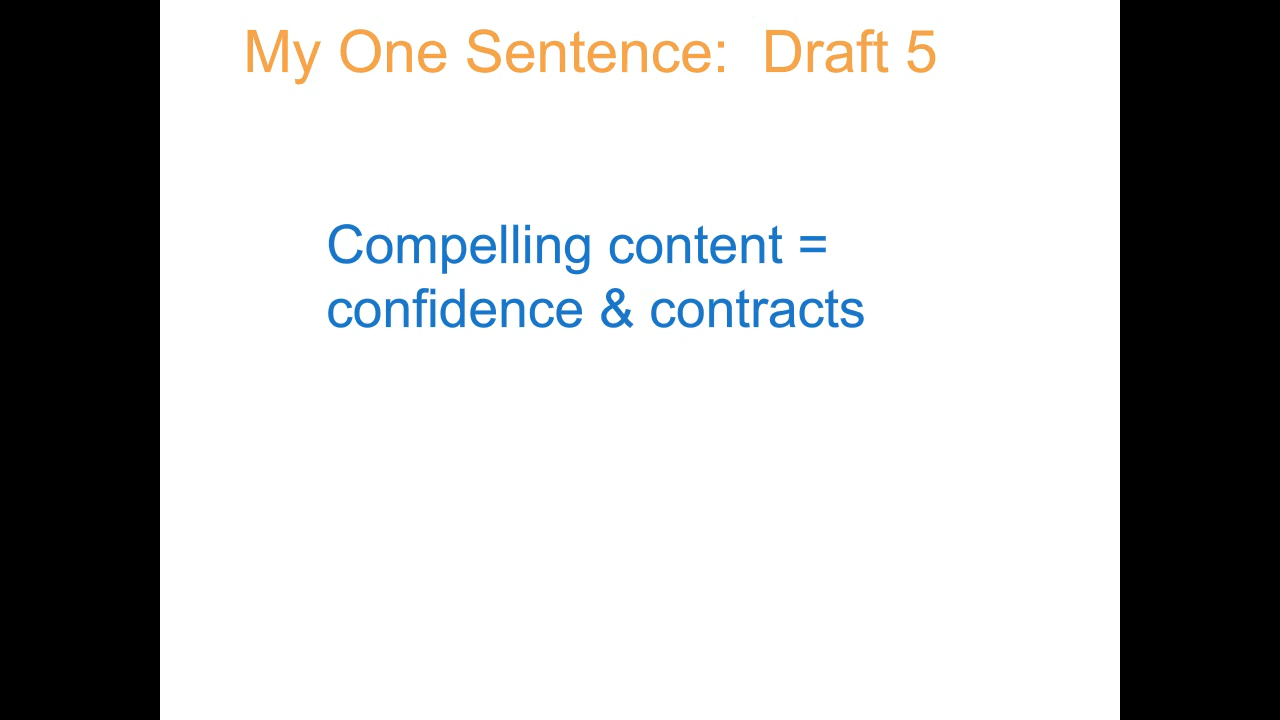 My One Sentence:  Draft 5
Compelling content =
confidence & contracts